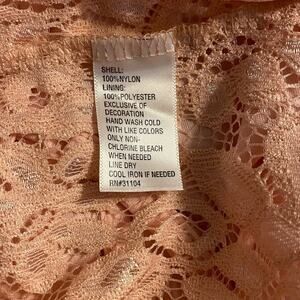 SHELL:
100%NYLON
LINING:
100%POLYESTER
EXCLUSIVE OF
DECORATION
HAND WASH COLD
WITH LIKE COLORS
ONLY NON-
CHLORINE BLEACH
WHEN NEEDED
LINE DRY
COOL IRON IF NEEDED
RN#31104